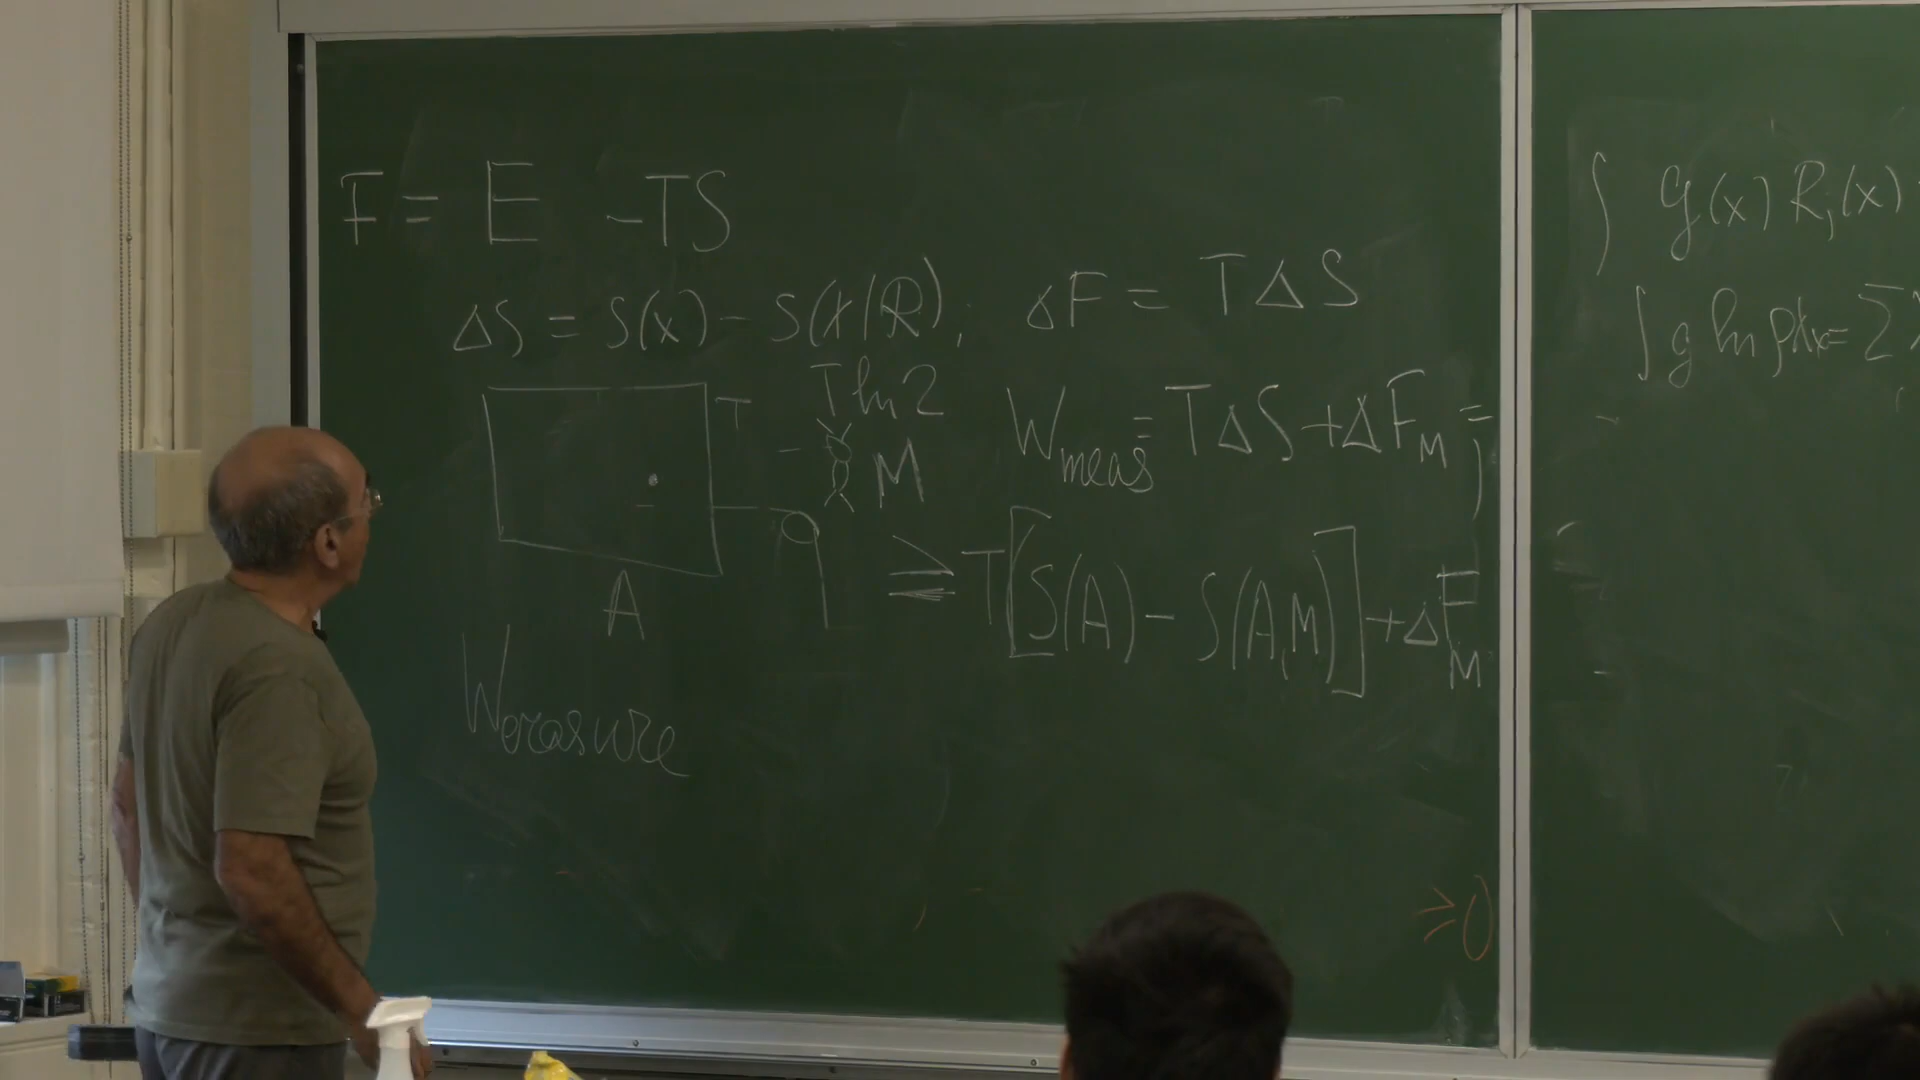 F = E - TS
ΔS = S(x) - S(x|R); ΔF = TΔS
T ln 2
T
M
W_meas = TΔS + ΔF_M =
≥ T[S(A) - S(A,M)] + ΔF_M
A
W_erasure
≥ 0
∫ g(x) R_i(x)
∫ g ln ρ dx = Σ λ